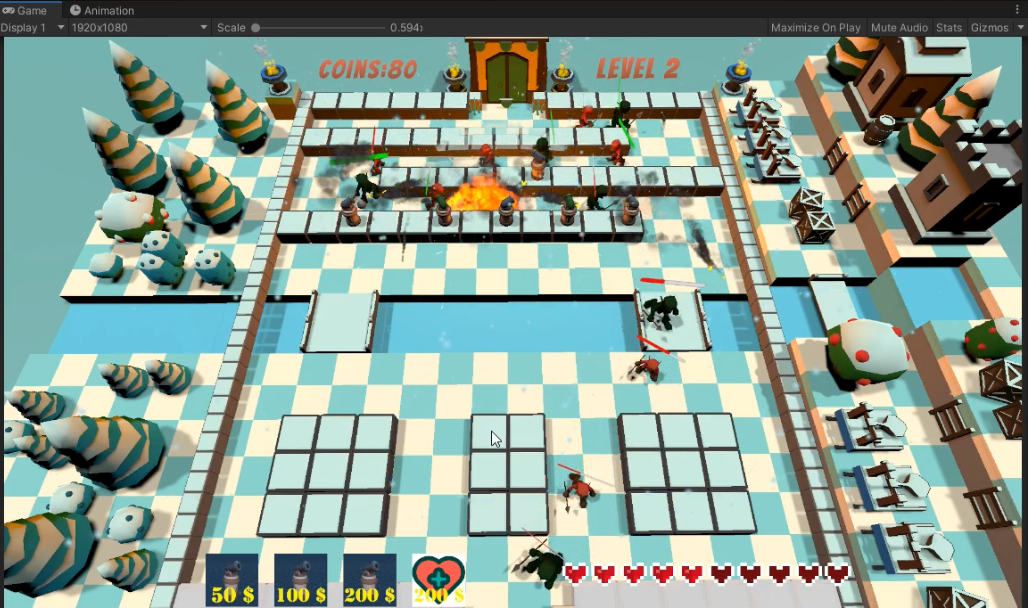 Game Animation
Display 1 1920x1080 Scale 0.594x Maximize On Play Mute Audio Stats Gizmos
COINS:80 LEVEL 2
50 $ 100 $ 200 $ 200 $